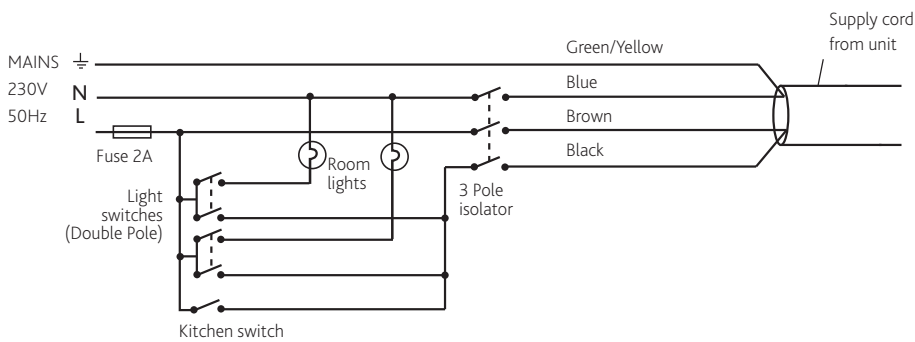 Supply cord
from unit
Green/Yellow
MAINS
Blue
230V
N
50Hz
L
Brown
Fuse 2A
Black
Room
lights
3 Pole
isolator
Light
switches
(Double Pole)
Kitchen switch